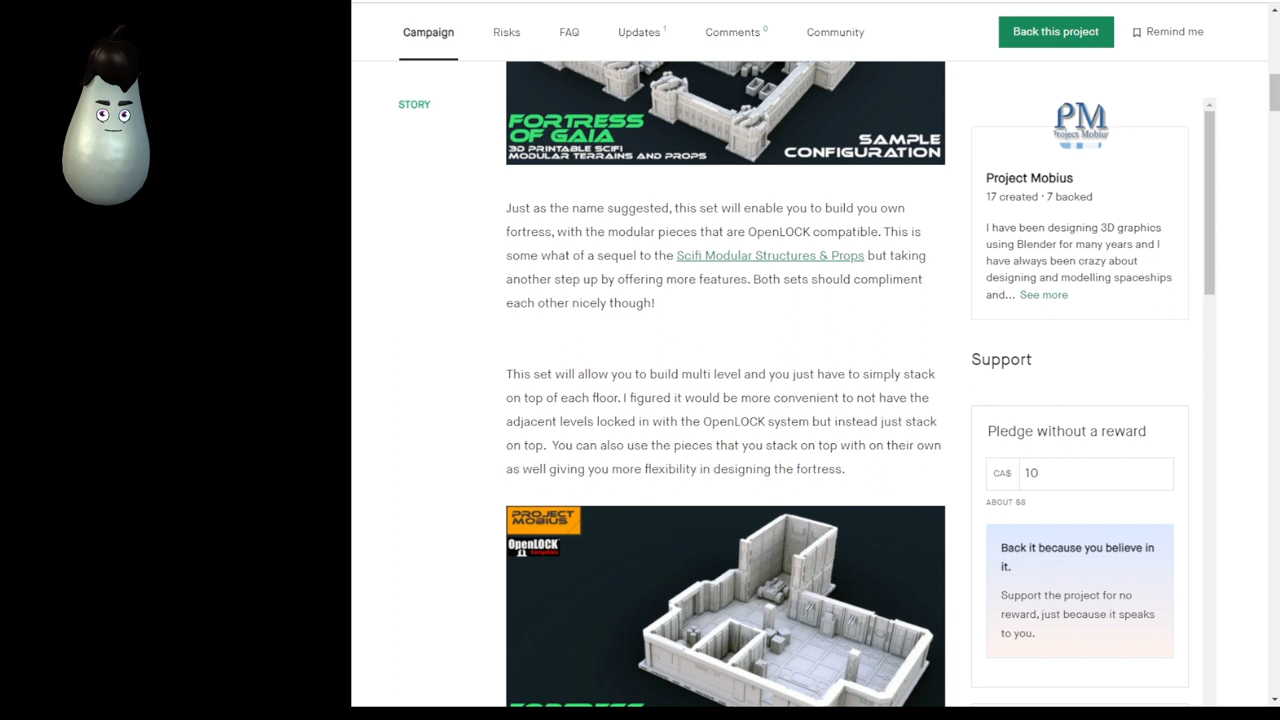 Campaign Risks FAQ Updates 1 Comments 0 Community Back this project Remind me
STORY
FORTRESS
OF GAIA
3D PRINTABLE SCIFI
MODULAR TERRAINS AND PROPS
SAMPLE
CONFIGURATION
Just as the name suggested, this set will enable you to build you own
fortress, with the modular pieces that are OpenLOCK compatible. This is
some what of a sequel to the Scifi Modular Structures & Props but taking
another step up by offering more features. Both sets should compliment
each other nicely though!
This set will allow you to build multi level and you just have to simply stack
on top of each floor. I figured it would be more convenient to not have the
adjacent levels locked in with the OpenLOCK system but instead just stack
on top. You can also use the pieces that you stack on top with on their own
as well giving you more flexibility in designing the fortress.
PROJECT
MOBIUS
OpenLOCK
Compatible
FORTRESS
PM
Project Mobius
Project Mobius
17 created · 7 backed
I have been designing 3D graphics
using Blender for many years and I
have always been crazy about
designing and modelling spaceships
and... See more
Support
Pledge without a reward
CA$ 10
ABOUT $8
Back it because you believe in
it.
Support the project for no
reward, just because it speaks
to you.